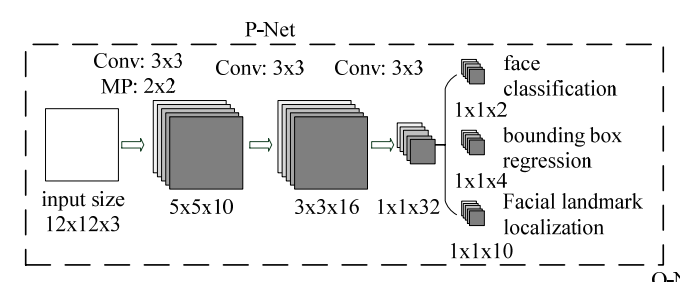 P-Net
Conv: 3x3
MP: 2x2
Conv: 3x3
Conv: 3x3
face
classification
1x1x2
bounding box
regression
1x1x4
Facial landmark
localization
1x1x10
input size
12x12x3
5x5x10
3x3x16
1x1x32